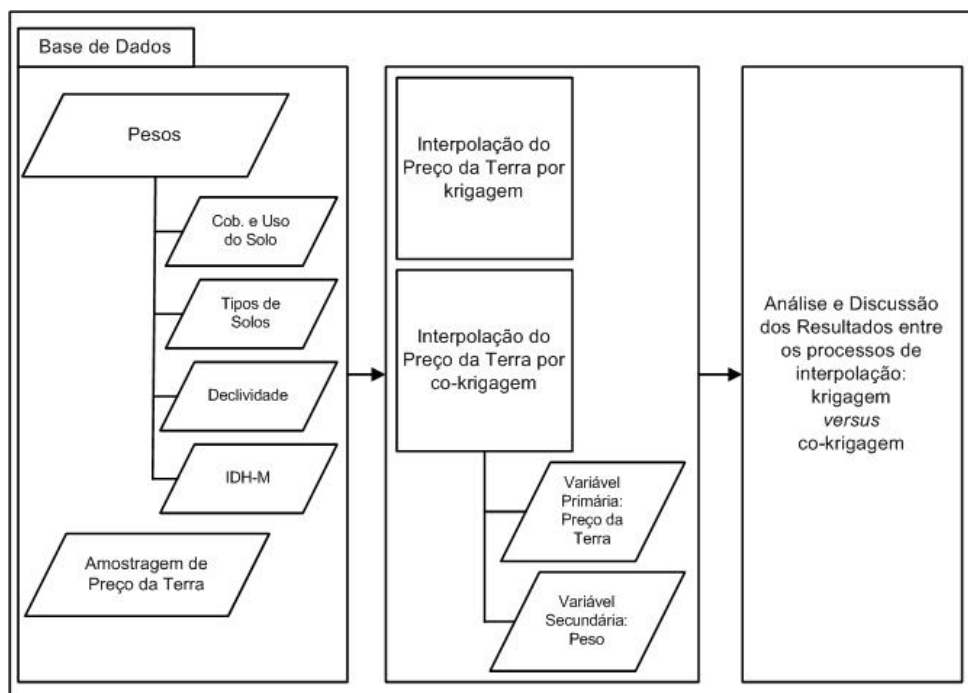 Base de Dados
Pesos
Cob. e Uso
do Solo
Tipos de
Solos
Declividade
IDH-M
Amostragem de
Preço da Terra
Interpolação do
Preço da Terra por
krigagem
Interpolação do
Preço da Terra por
co-krigagem
Variável
Primária:
Preço da
Terra
Variável
Secundária:
Peso
Análise e Discussão
dos Resultados entre
os processos de
interpolação:
krigagem
versus
co-krigagem